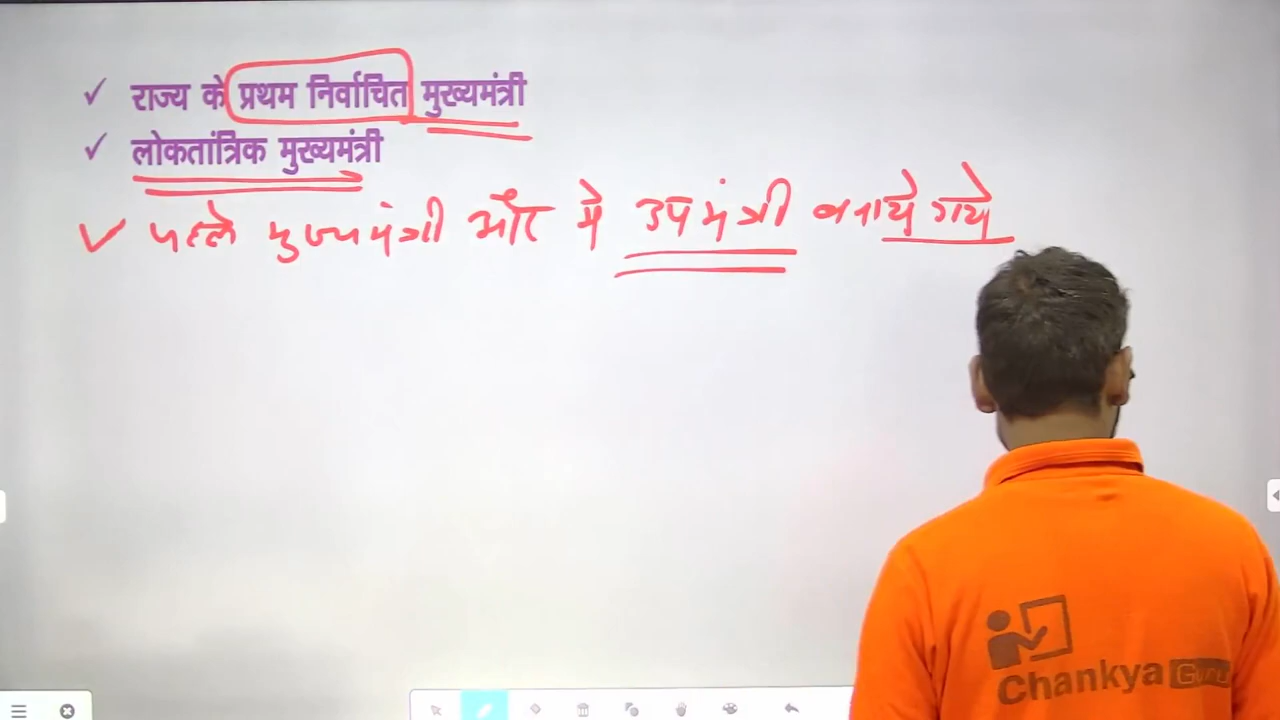 ✓ राज्य के प्रथम निर्वाचित मुख्यमंत्री
✓ लोकतांत्रिक मुख्यमंत्री
✓ पहले मुख्यमंत्री और में उपमंत्री बनाये गये
Chankya Guru